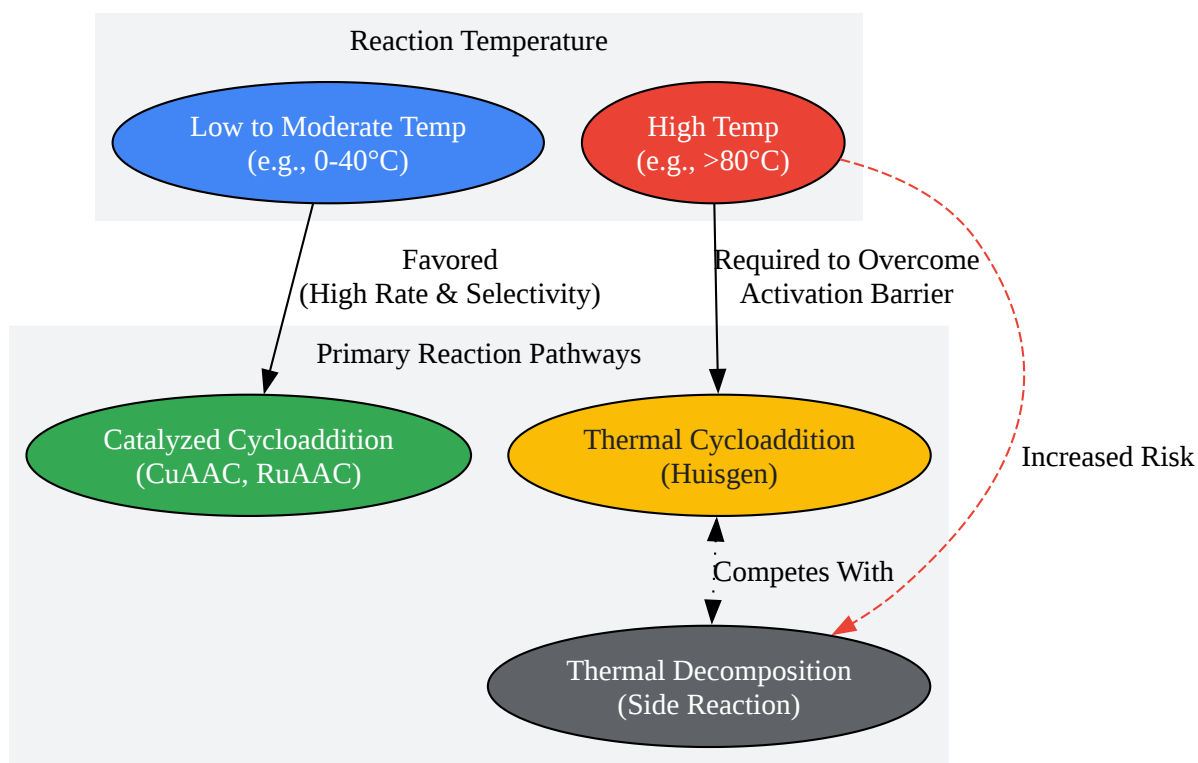 Reaction Temperature
Low to Moderate Temp
(e.g., 0-40°C)
High Temp
(e.g., >80°C)
Favored
(High Rate & Selectivity)
Required to Overcome
Activation Barrier
Primary Reaction Pathways
Catalyzed Cycloaddition
(CuAAC, RuAAC)
Thermal Cycloaddition
(Huisgen)
Increased Risk
Competes With
Thermal Decomposition
(Side Reaction)